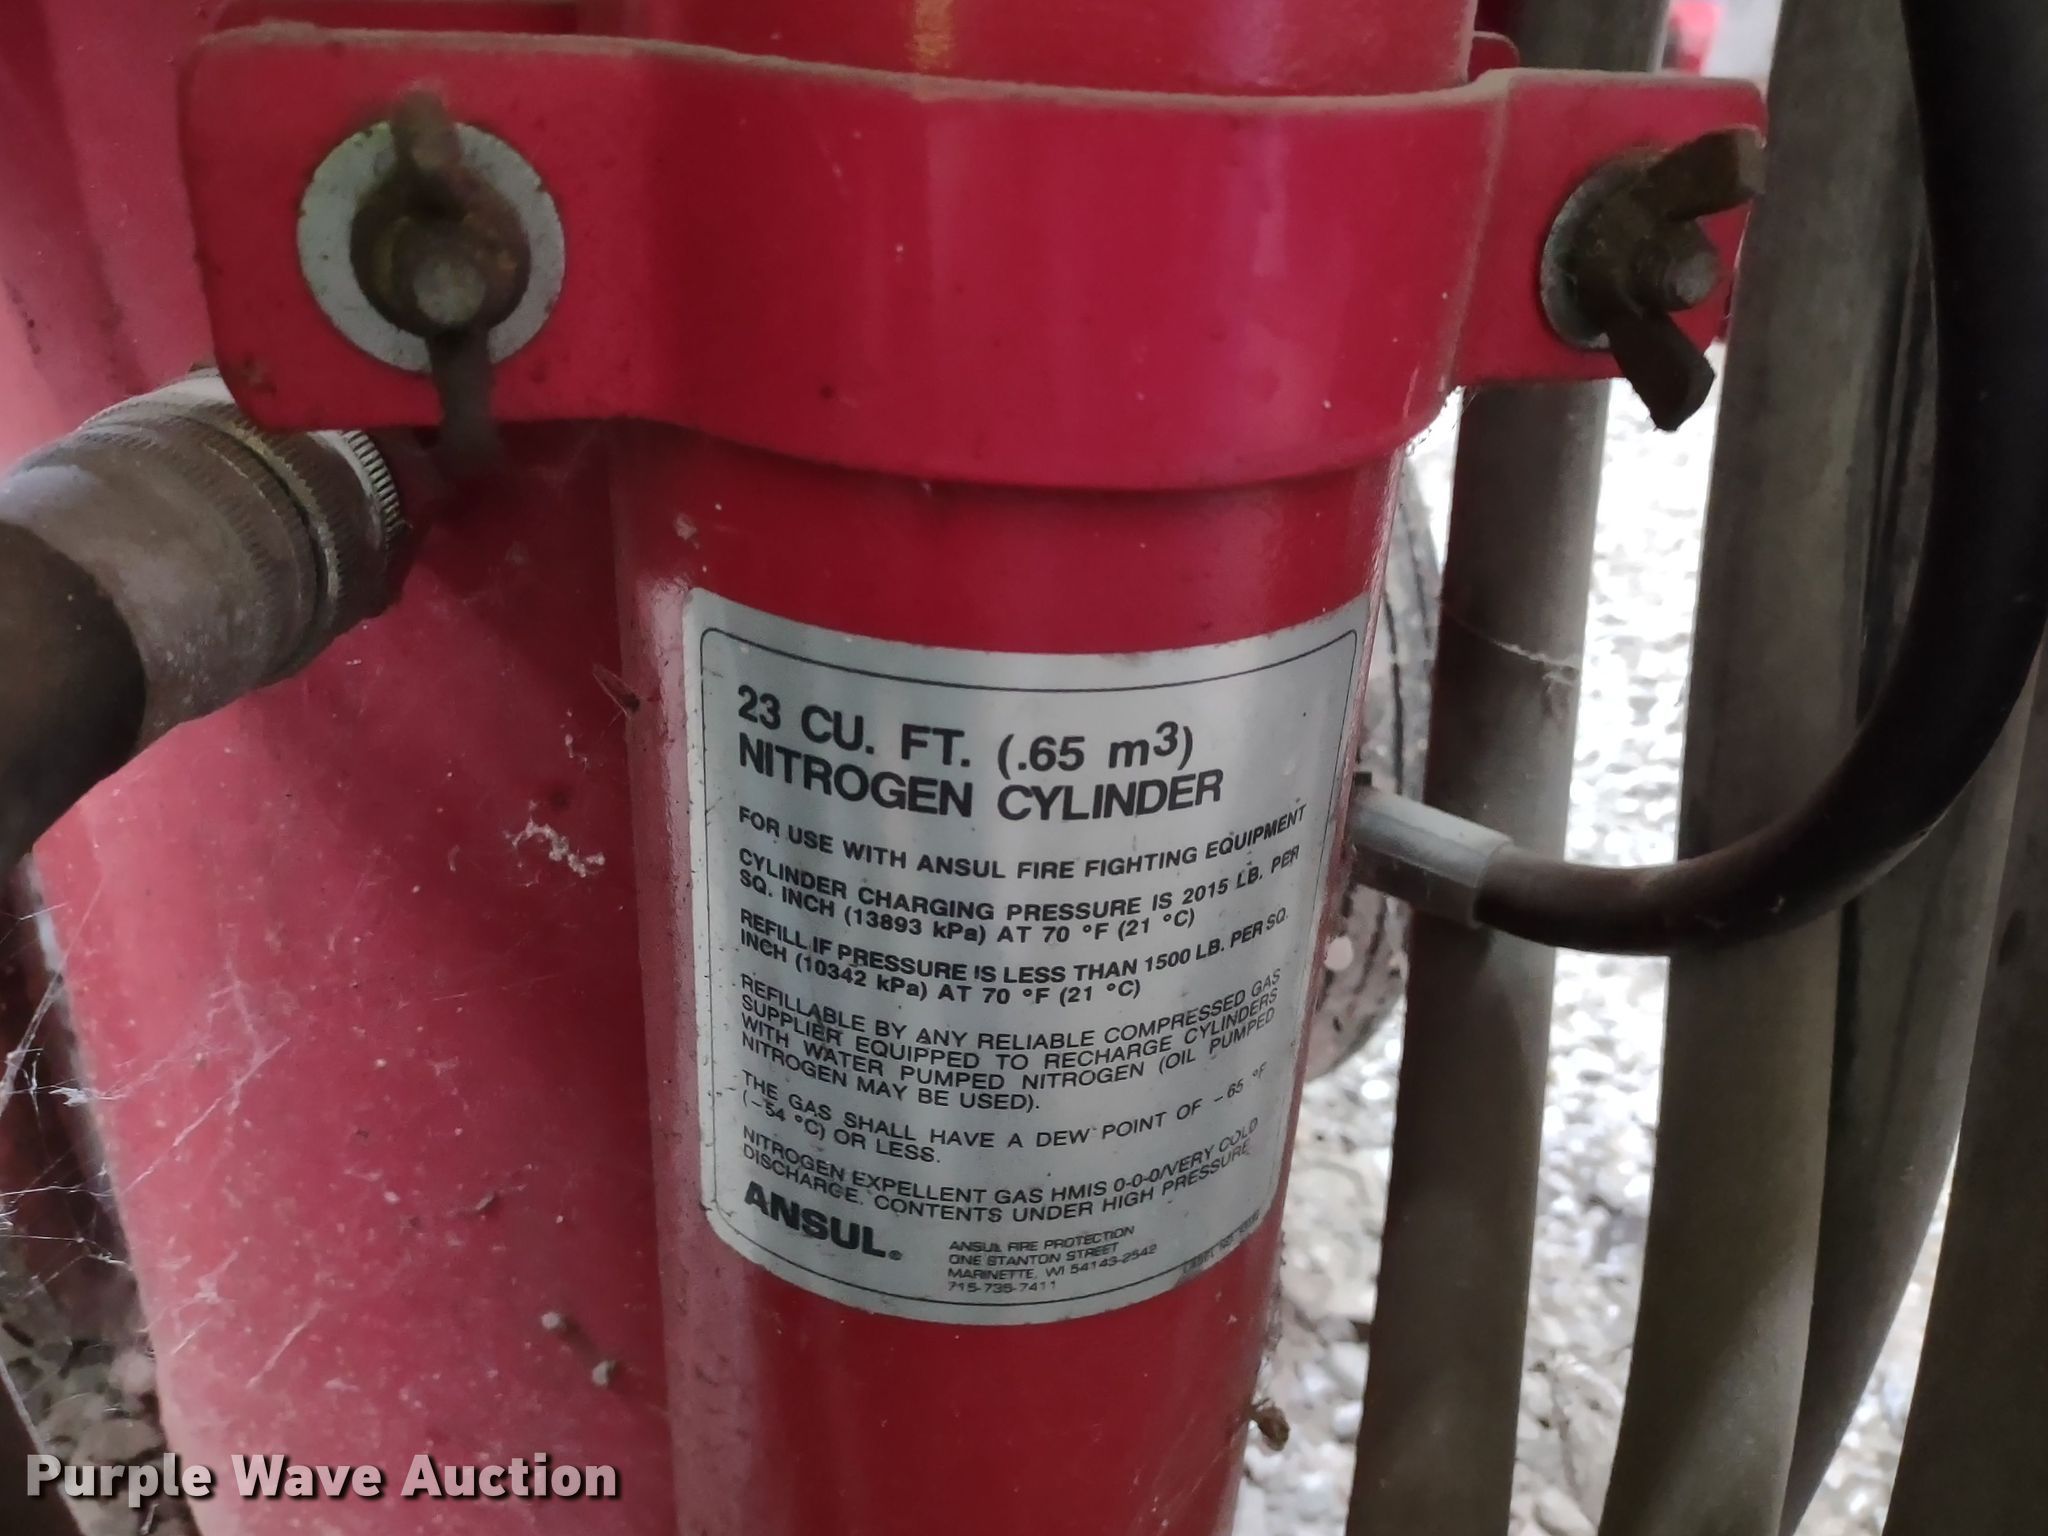 23 CU. FT. (.65 m3)
NITROGEN CYLINDER
FOR USE WITH ANSUL FIRE FIGHTING EQUIPMENT
CYLINDER CHARGING PRESSURE IS 2015 LB. PER
SQ. INCH (13893 kPa) AT 70 °F (21 °C)
REFILL IF PRESSURE IS LESS THAN 1500 LB. PER SQ.
INCH (10342 kPa) AT 70 °F (21 °C)
REFILLABLE BY ANY RELIABLE COMPRESSED GAS
SUPPLIER EQUIPPED TO RECHARGE CYLINDERS
WITH WATER PUMPED NITROGEN (OIL PUMPED
NITROGEN MAY BE USED).
THE GAS SHALL HAVE A DEW POINT OF -65 °F
(-54 °C) OR LESS.
NITROGEN EXPELLENT GAS HMIS 0-0-0/VERY COLD
DISCHARGE. CONTENTS UNDER HIGH PRESSURE
ANSUL®
ANSUL FIRE PROTECTION
ONE STANTON STREET
MARINETTE, WI 54143-2542
715-735-7411
LABEL NO.
Purple Wave Auction